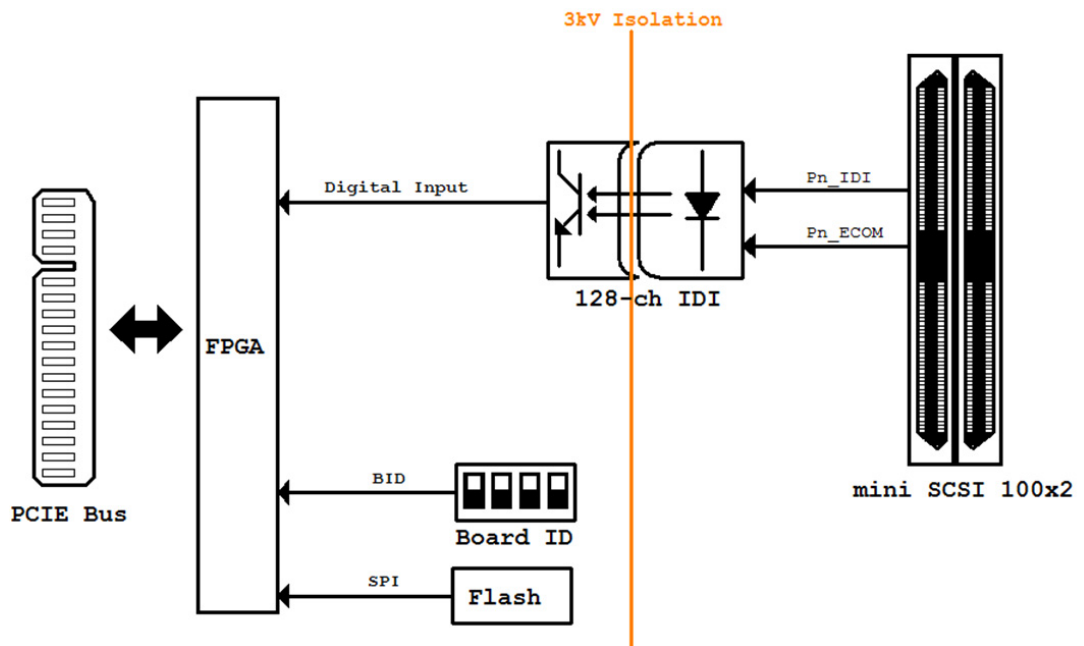 3kV Isolation
Digital Input
Pn_IDI
Pn_ECOM
128-ch IDI
FPGA
PCIE Bus
BID
Board ID
mini SCSI 100x2
SPI
Flash